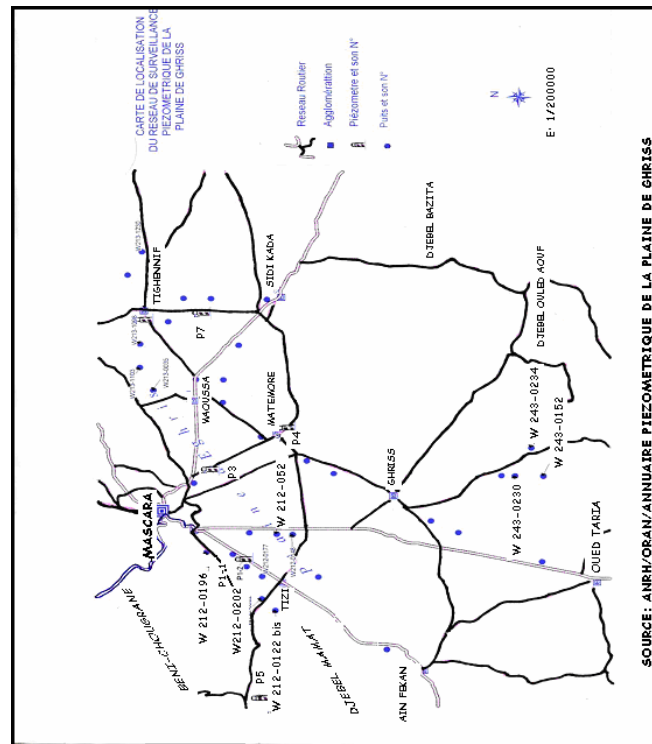 CARTE DE LOCALISATION
DU RESEAU DE SURVEILLANCE
PIEZOMETRIQUE DE LA
PLAINE DE GHRISS
Reseau Routier
Agglomération
Piézometre et son N°
Puits et son N°
N
E: 1/200000
TIGHENNIF
SIDI KADA
P7
MAOUSSA
MATEMORE
P4
P3
MASCARA
BENI-CHOUGRANE
W 212-0196
P1-1
P1-2
W212-0202
W212-0177
W 212-052
TIZI
P5
W 212-0122 bis
DJEBEL MAHAT
AIN FEKAN
GHRISS
OUED TARIA
W 243-0230
W 243-0234
W 243-0152
DJEBEL OULED AOUF
DJEBEL BAZITA
SOURCE: ANRH/ORAN/ANNUAIRE PIEZOMETRIQUE DE LA PLAINE DE GHRISS